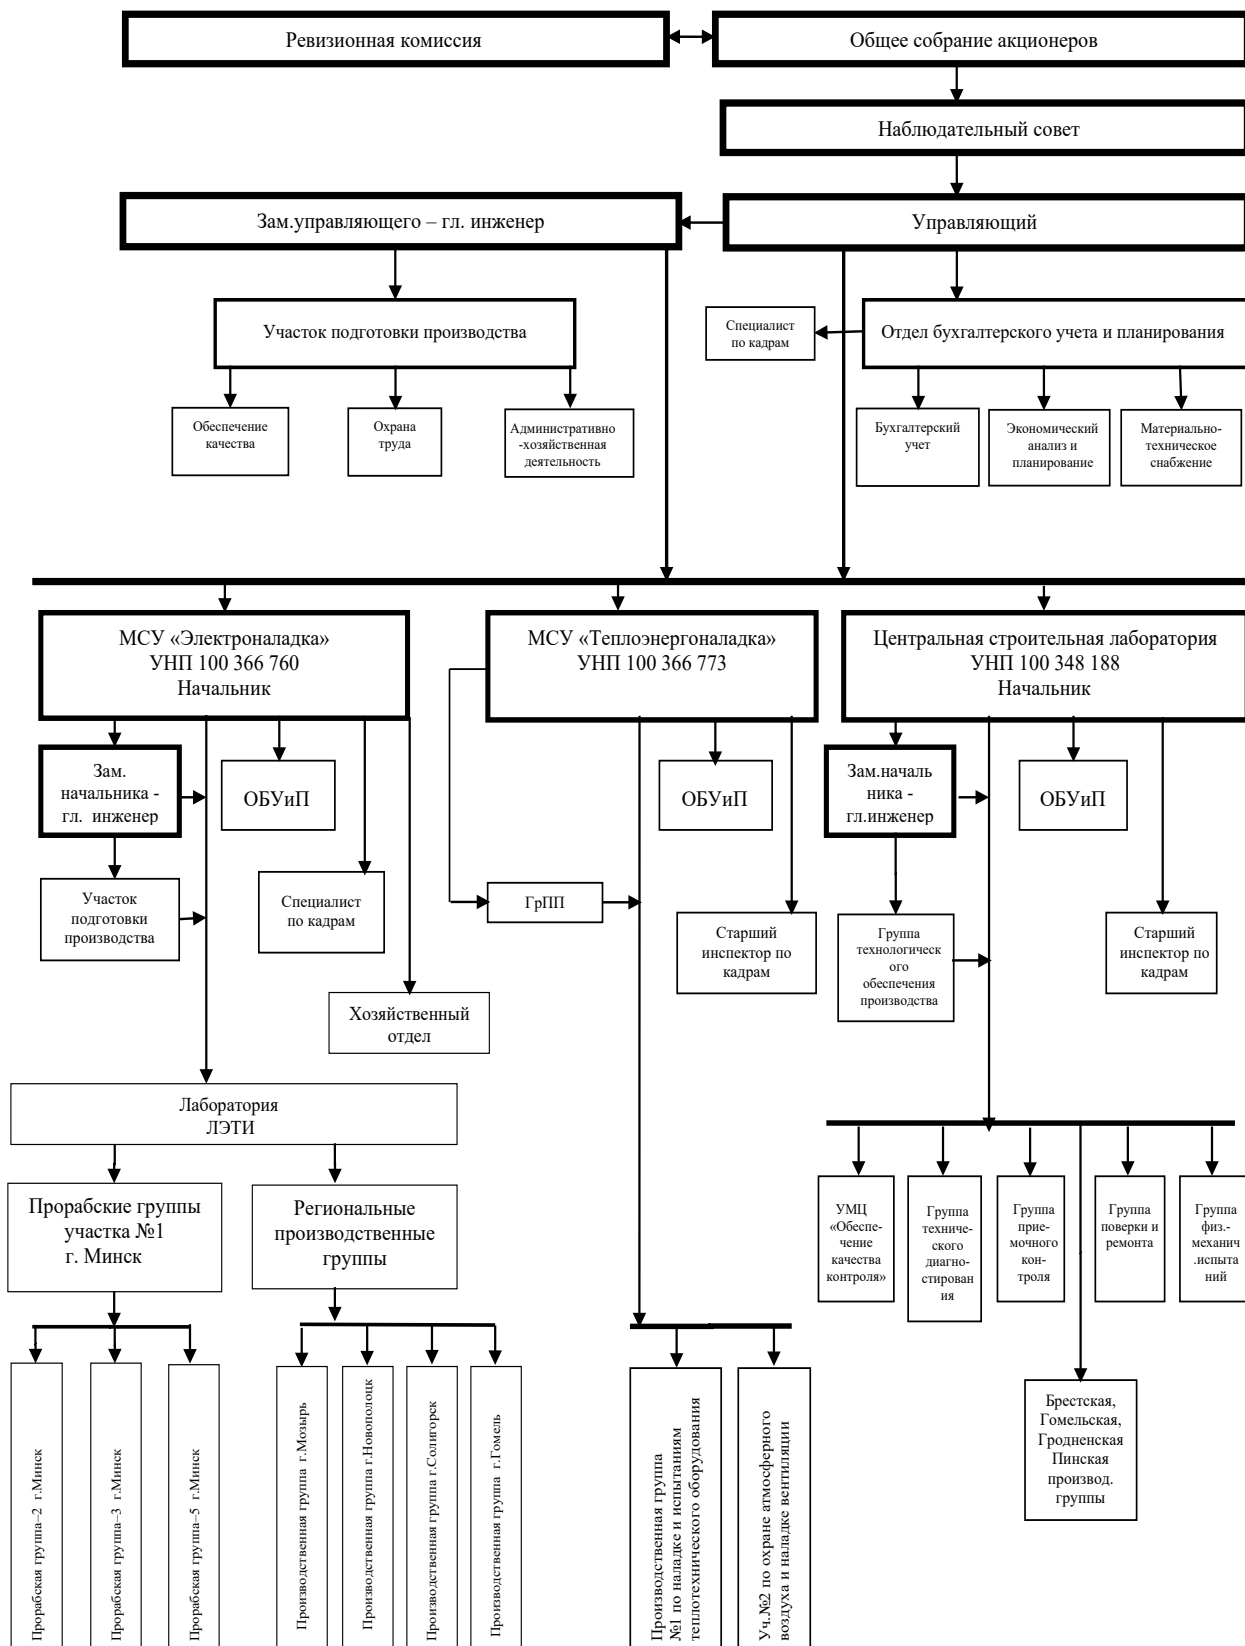 Ревизионная комиссия
Общее собрание акционеров
Наблюдательный совет
Зам.управляющего – гл. инженер
Управляющий
Участок подготовки производства
Специалист
по кадрам
Отдел бухгалтерского учета и планирования
Обеспечение
качества
Охрана
труда
Административно
-хозяйственная
деятельность
Бухгалтерский
учет
Экономический
анализ и
планирование
Материально-
техническое
снабжение
МСУ «Электроналадка»
УНП 100 366 760
Начальник
МСУ «Теплоэнергоналадка»
УНП 100 366 773
Центральная строительная лаборатория
УНП 100 348 188
Начальник
Зам.
начальника -
гл. инженер
ОБУиП
ОБУиП
Зам.началь
ника -
гл.инженер
ОБУиП
Участок
подготовки
производства
Специалист
по кадрам
ГрПП
Старший
инспектор по
кадрам
Группа
технологическ
ого
обеспечения
производства
Старший
инспектор по
кадрам
Хозяйственный
отдел
Лаборатория
ЛЭТИ
Прорабские группы
участка №1
г. Минск
Региональные
производственные
группы
УМЦ
«Обеспе-
чение
качества
контроля»
Группа
техниче-
ского
диагно-
стирован
ия
Группа
прие-
мочного
кон-
троля
Группа
поверки и
ремонта
Группа
физ.-
механич
.испыта
ний
Прорабская группа–2 г.Минск
Прорабская группа–3 г.Минск
Прорабская группа–5 г.Минск
Производственная группа г.Мозырь
Производственная группа г.Новополоцк
Производственная группа г.Солигорск
Производственная группа г.Гомель
Производственная группа
№1 по наладке и испытаниям
теплотехнического оборудования
Уч.№2 по охране атмосферного
воздуха и наладке вентиляции
Брестская,
Гомельская,
Гродненская
Пинская
производ.
группы